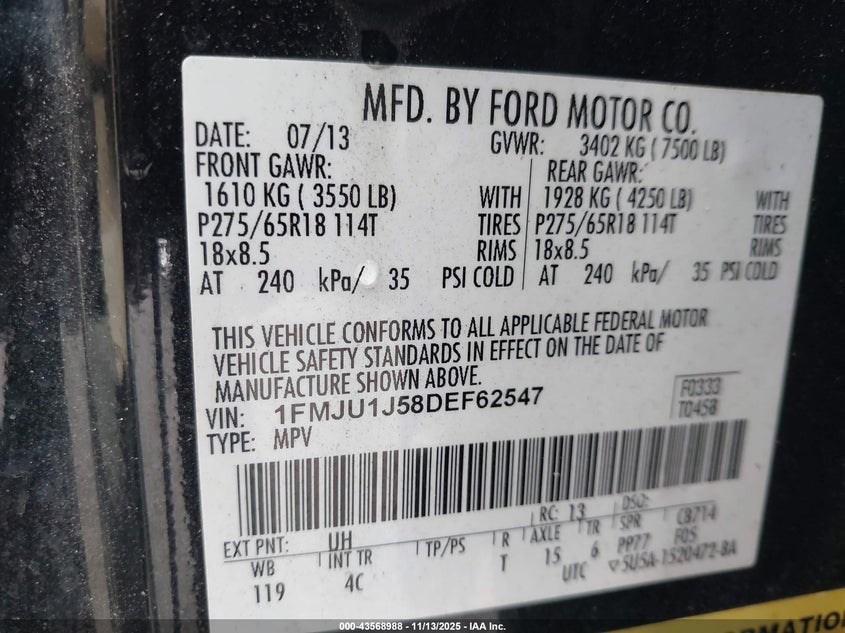 MFD. BY FORD MOTOR CO.
DATE: 07/13 GVWR: 3402 KG ( 7500 LB)
FRONT GAWR: REAR GAWR:
1610 KG ( 3550 LB) WITH 1928 KG ( 4250 LB) WITH
P275/65R18 114T TIRES P275/65R18 114T TIRES
18x8.5 RIMS 18x8.5 RIMS
AT 240 kPa/ 35 PSI COLD AT 240 kPa/ 35 PSI COLD
THIS VEHICLE CONFORMS TO ALL APPLICABLE FEDERAL MOTOR
VEHICLE SAFETY STANDARDS IN EFFECT ON THE DATE OF
MANUFACTURE SHOWN ABOVE.
VIN: 1FMJU1J58DEF62547 F0333
TYPE: MPV T0458
EXT PNT: UH RC: 13 DSO:
WB INT TR TP/PS R AXLE TR SPR C8714
119 4C T 15 6 PP77 F05
UTC ▽5U5A-1520472-BA
000-43568988 | 11/13/2025 - IAA Inc.